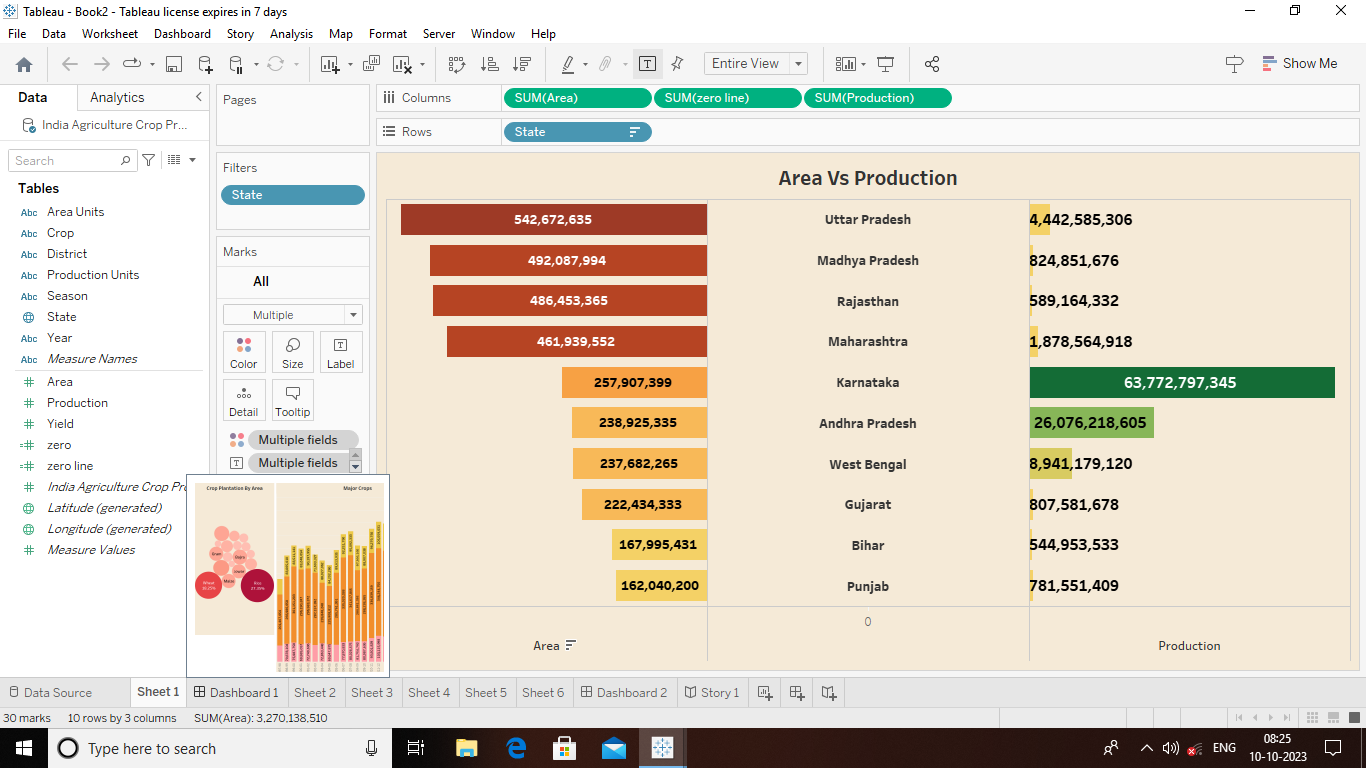 Tableau - Book2 - Tableau license expires in 7 days
File Data Worksheet Dashboard Story Analysis Map Format Server Window Help
Entire View
Show Me
Data Analytics
India Agriculture Crop Pr...
Search
Tables
Abc Area Units
Abc Crop
Abc District
Abc Production Units
Abc Season
State
Abc Year
Abc Measure Names
Area
Production
Yield
zero
zero line
India Agriculture Crop Pro
Latitude (generated)
Longitude (generated)
Measure Values
Pages
Filters
State
Marks
All
Multiple
Color Size Label
Detail Tooltip
Multiple fields
Multiple fields
Columns SUM(Area) SUM(zero line) SUM(Production)
Rows State
Area Vs Production
542,672,635 Uttar Pradesh 4,442,585,306
492,087,994 Madhya Pradesh 824,851,676
486,453,365 Rajasthan 589,164,332
461,939,552 Maharashtra 1,878,564,918
257,907,399 Karnataka 63,772,797,345
238,925,335 Andhra Pradesh 26,076,218,605
237,682,265 West Bengal 8,941,179,120
222,434,333 Gujarat 807,581,678
167,995,431 Bihar 544,953,533
162,040,200 Punjab 781,551,409
0
Area Production
Crop Plantation By Area Major Crops
Wheat
Rice
Maize
Data Source Sheet 1 Dashboard 1 Sheet 2 Sheet 3 Sheet 4 Sheet 5 Sheet 6 Dashboard 2 Story 1
30 marks 10 rows by 3 columns SUM(Area): 3,270,138,510
Type here to search
ENG
08:25
10-10-2023